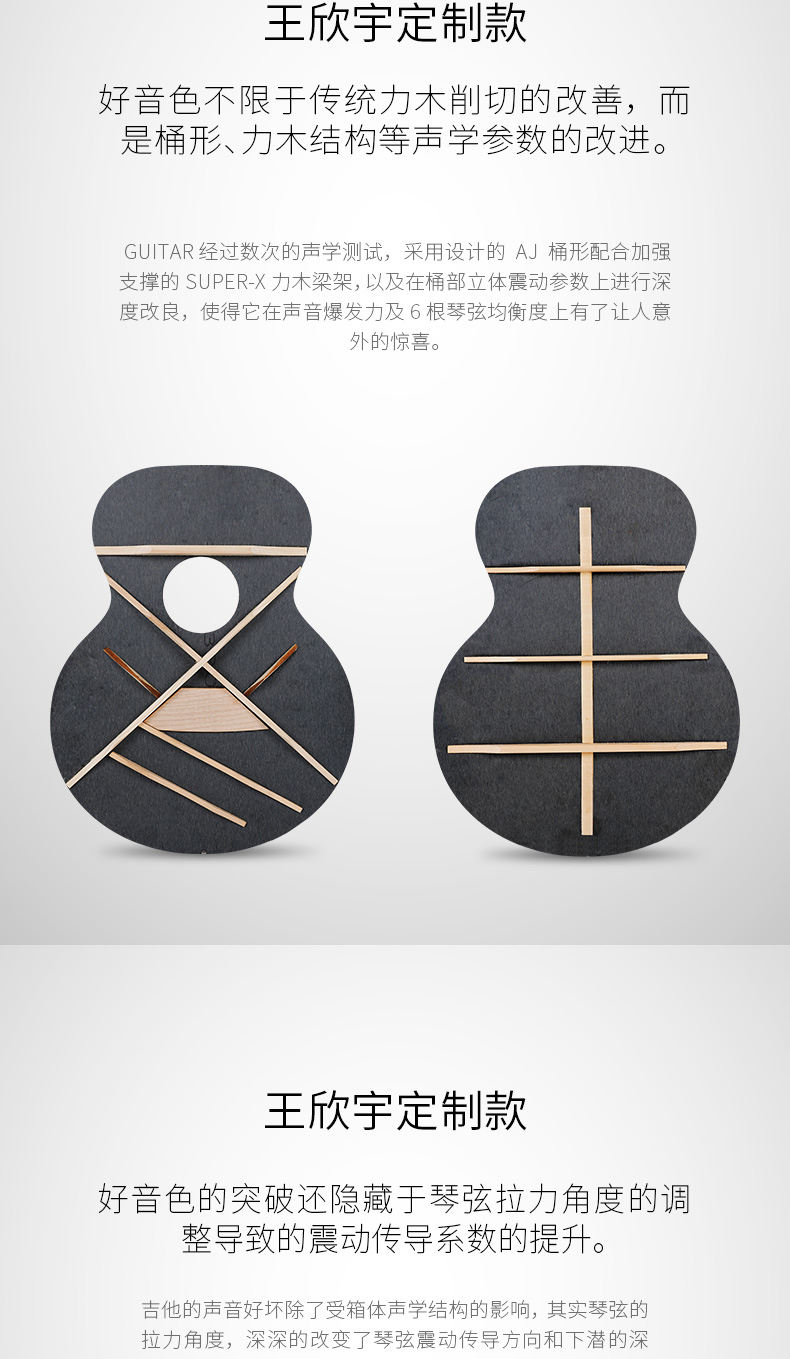 王欣宇定制款
好音色不限于传统力木削切的改善，而
是桶形、力木结构等声学参数的改进。
GUITAR 经过数次的声学测试，采用设计的 AJ 桶形配合加强
支撑的 SUPER-X 力木梁架，以及在桶部立体震动参数上进行深
度改良，使得它在声音爆发力及 6 根琴弦均衡度上有了让人意
外的惊喜。
王欣宇定制款
好音色的突破还隐藏于琴弦拉力角度的调
整导致的震动传导系数的提升。
吉他的声音好坏除了受箱体声学结构的影响，其实琴弦的
拉力角度，深深的改变了琴弦震动传导方向和下潜的深